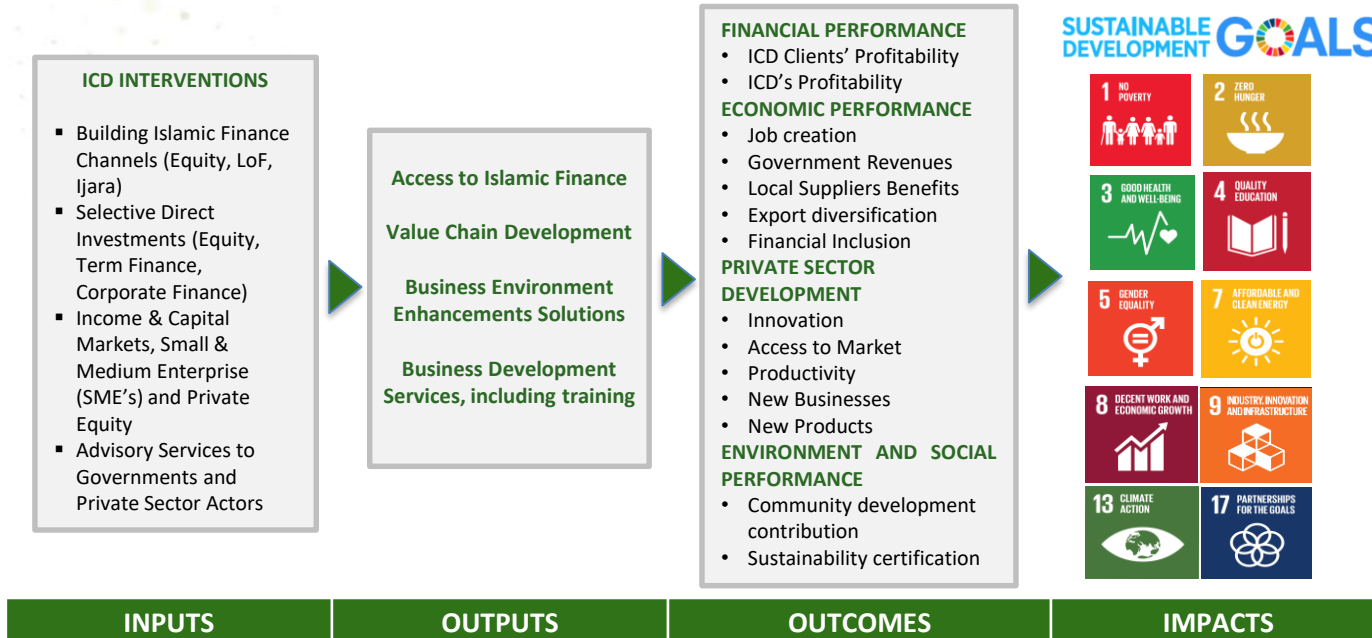 ICD INTERVENTIONS
▪ Building Islamic Finance
Channels (Equity, LoF,
Ijara)
▪ Selective Direct
Investments (Equity,
Term Finance,
Corporate Finance)
▪ Income & Capital
Markets, Small &
Medium Enterprise
(SME's) and Private
Equity
▪ Advisory Services to
Governments and
Private Sector Actors
Access to Islamic Finance
Value Chain Development
Business Environment
Enhancements Solutions
Business Development
Services, including training
FINANCIAL PERFORMANCE
• ICD Clients' Profitability
• ICD's Profitability
ECONOMIC PERFORMANCE
• Job creation
• Government Revenues
• Local Suppliers Benefits
• Export diversification
• Financial Inclusion
PRIVATE SECTOR
DEVELOPMENT
• Innovation
• Access to Market
• Productivity
• New Businesses
• New Products
ENVIRONMENT AND SOCIAL
PERFORMANCE
• Community development
contribution
• Sustainability certification
SUSTAINABLE
DEVELOPMENT GOALS
1 NO
POVERTY
2 ZERO
HUNGER
3 GOOD HEALTH
AND WELL-BEING
4 QUALITY
EDUCATION
5 GENDER
EQUALITY
7 AFFORDABLE AND
CLEAN ENERGY
8 DECENT WORK AND
ECONOMIC GROWTH
9 INDUSTRY, INNOVATION
AND INFRASTRUCTURE
13 CLIMATE
ACTION
17 PARTNERSHIPS
FOR THE GOALS
INPUTS
OUTPUTS
OUTCOMES
IMPACTS